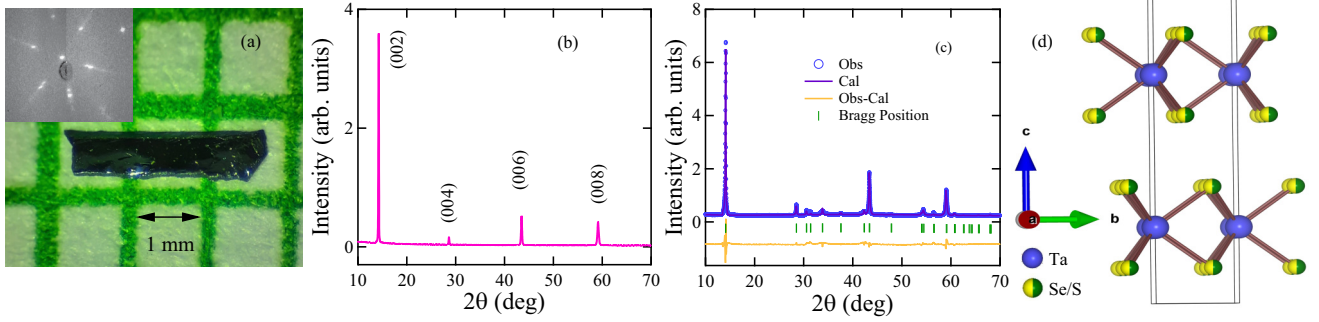 (a)
1 mm
Intensity (arb. units)
4
2
0
(002)
(004)
(006)
(008)
(b)
10 20 30 40 50 60 70
2θ (deg)
Intensity (arb. units)
8
6
4
2
0
(c)
Obs
Cal
Obs-Cal
Bragg Position
10 20 30 40 50 60 70
2θ (deg)
(d)
c
a
b
Ta
Se/S